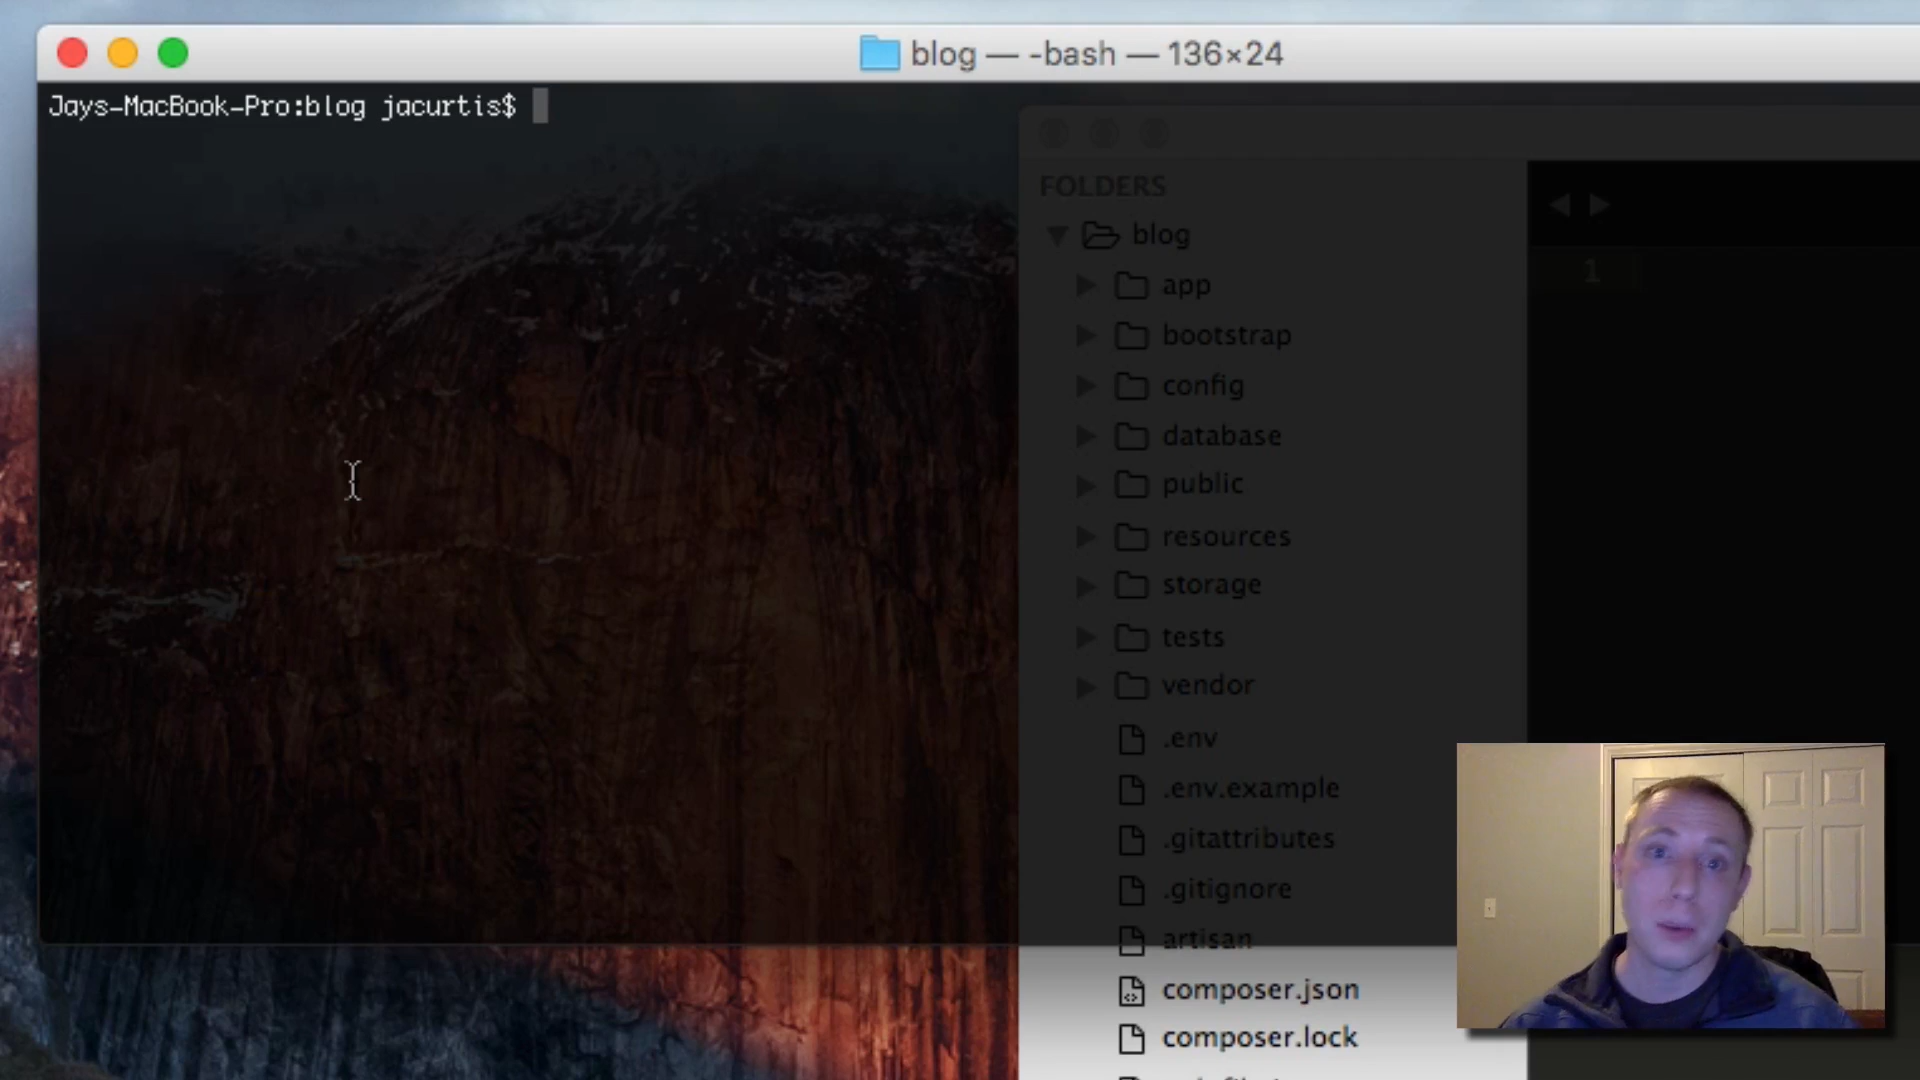 blog — -bash — 136×24
Jays-MacBook-Pro:blog jacurtis$
FOLDERS
blog
app
bootstrap
config
database
public
resources
storage
tests
vendor
.env
.env.example
.gitattributes
.gitignore
artisan
composer.json
composer.lock
1